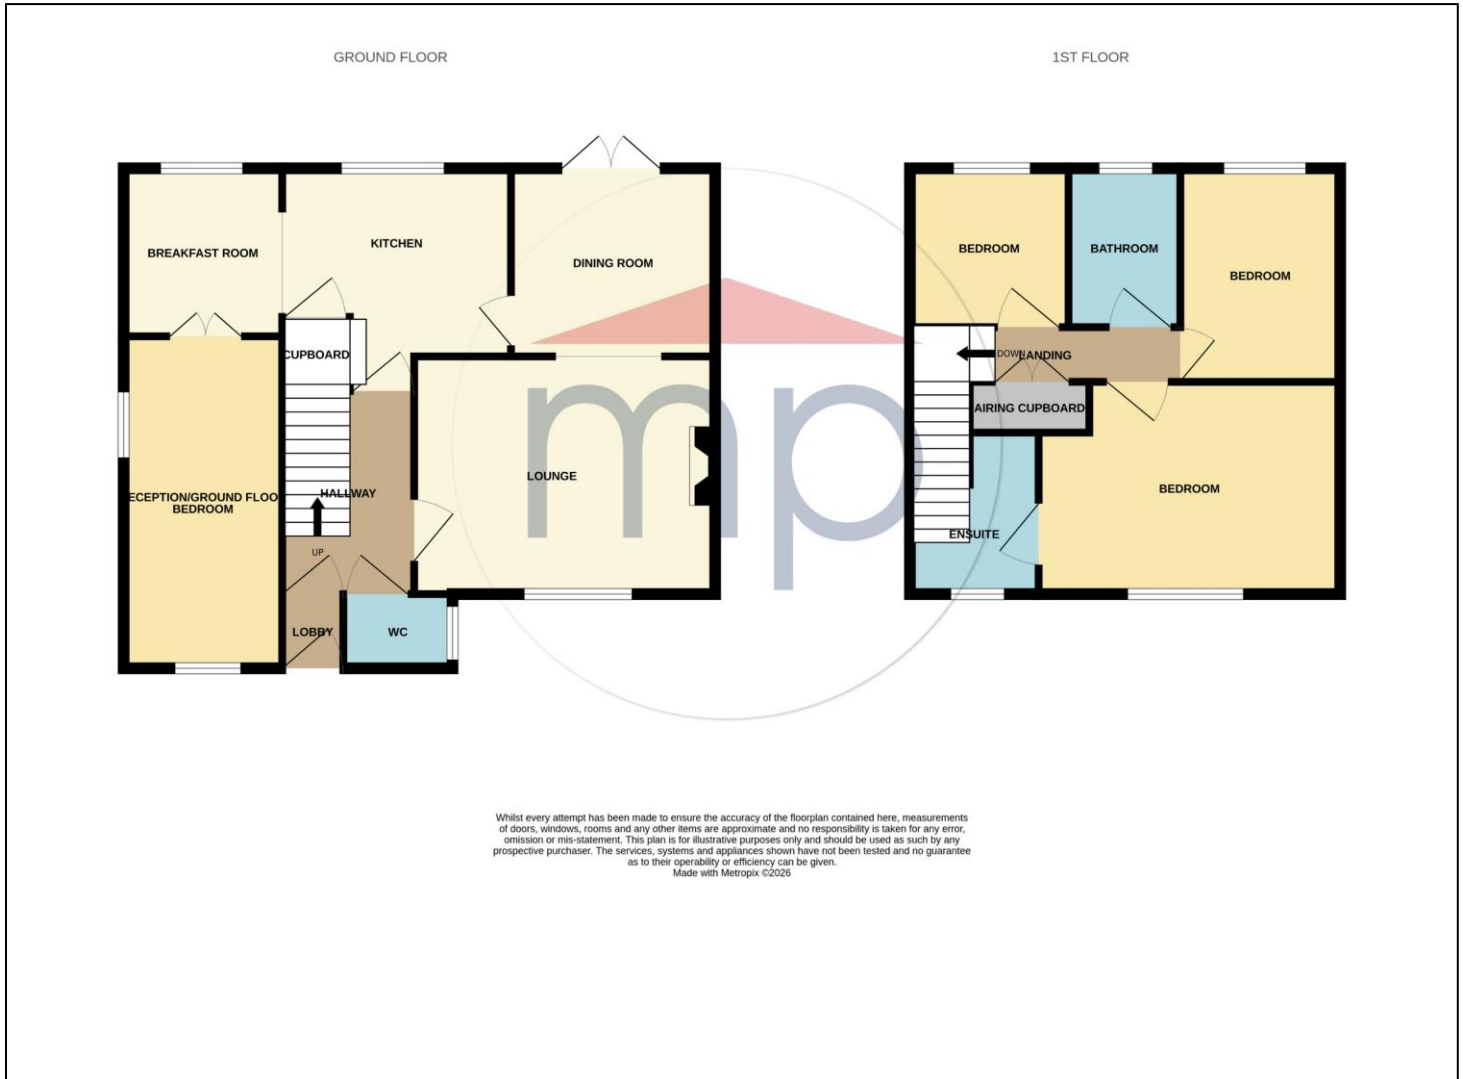 GROUND FLOOR
1ST FLOOR
BREAKFAST ROOM
KITCHEN
DINING ROOM
CUPBOARD
ECEPTION/GROUND FLOO
BEDROOM
HALLWAY
LOUNGE
UP
LOBBY
WC
BEDROOM
BATHROOM
BEDROOM
DOWN
LANDING
AIRING CUPBOARD
BEDROOM
ENSUITE
mp
Whilst every attempt has been made to ensure the accuracy of the floorplan contained here, measurements
of doors, windows, rooms and any other items are approximate and no responsibility is taken for any error,
omission or mis-statement. This plan is for illustrative purposes only and should be used as such by any
prospective purchaser. The services, systems and appliances shown have not been tested and no guarantee
as to their operability or efficiency can be given.
Made with Metropix ©2026